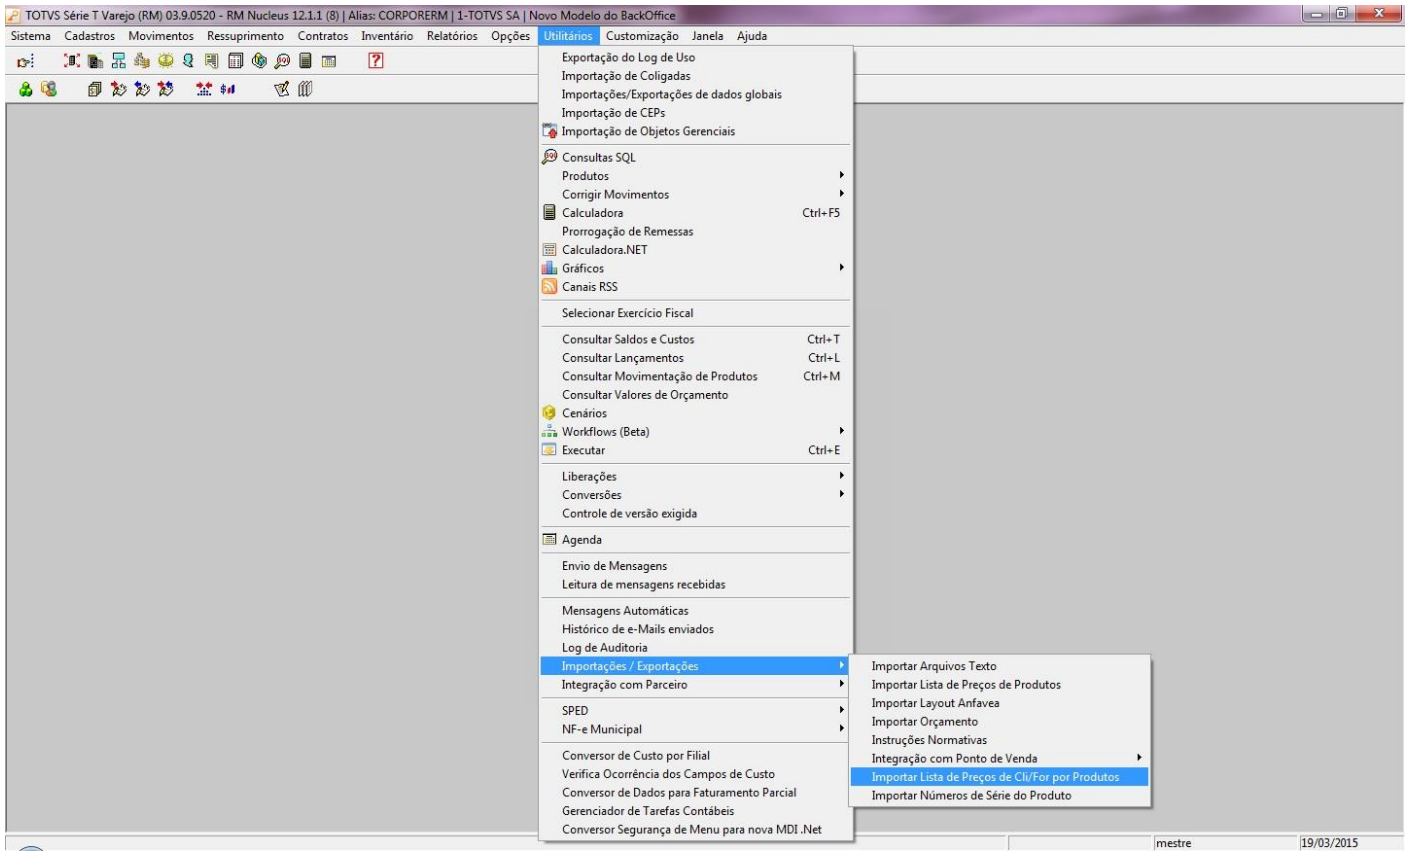 TOTVS Série T Varejo (RM) 03.9.0520 - RM Nucleus 12.1.1 (8) | Alias: CORPORERM | 1-TOTVS SA | Novo Modelo do BackOffice
Sistema Cadastros Movimentos Ressuprimento Contratos Inventário Relatórios Opções Utilitários Customização Janela Ajuda
Exportação do Log de Uso
Importação de Coligadas
Importações/Exportações de dados globais
Importação de CEPs
Importação de Objetos Gerenciais
Consultas SQL
Produtos
Corrigir Movimentos
Calculadora Ctrl+F5
Prorrogação de Remessas
Calculadora.NET
Gráficos
Canais RSS
Selecionar Exercício Fiscal
Consultar Saldos e Custos Ctrl+T
Consultar Lançamentos Ctrl+L
Consultar Movimentação de Produtos Ctrl+M
Consultar Valores de Orçamento
Cenários
Workflows (Beta)
Executar Ctrl+E
Liberações
Conversões
Controle de versão exigida
Agenda
Envio de Mensagens
Leitura de mensagens recebidas
Mensagens Automáticas
Histórico de e-Mails enviados
Log de Auditoria
Importações / Exportações
Integração com Parceiro
SPED
NF-e Municipal
Conversor de Custo por Filial
Verifica Ocorrência dos Campos de Custo
Conversor de Dados para Faturamento Parcial
Gerenciador de Tarefas Contábeis
Conversor Segurança de Menu para nova MDI .Net
Importar Arquivos Texto
Importar Lista de Preços de Produtos
Importar Layout Anfavea
Importar Orçamento
Instruções Normativas
Integração com Ponto de Venda
Importar Lista de Preços de Cli/For por Produtos
Importar Números de Série do Produto
mestre 19/03/2015